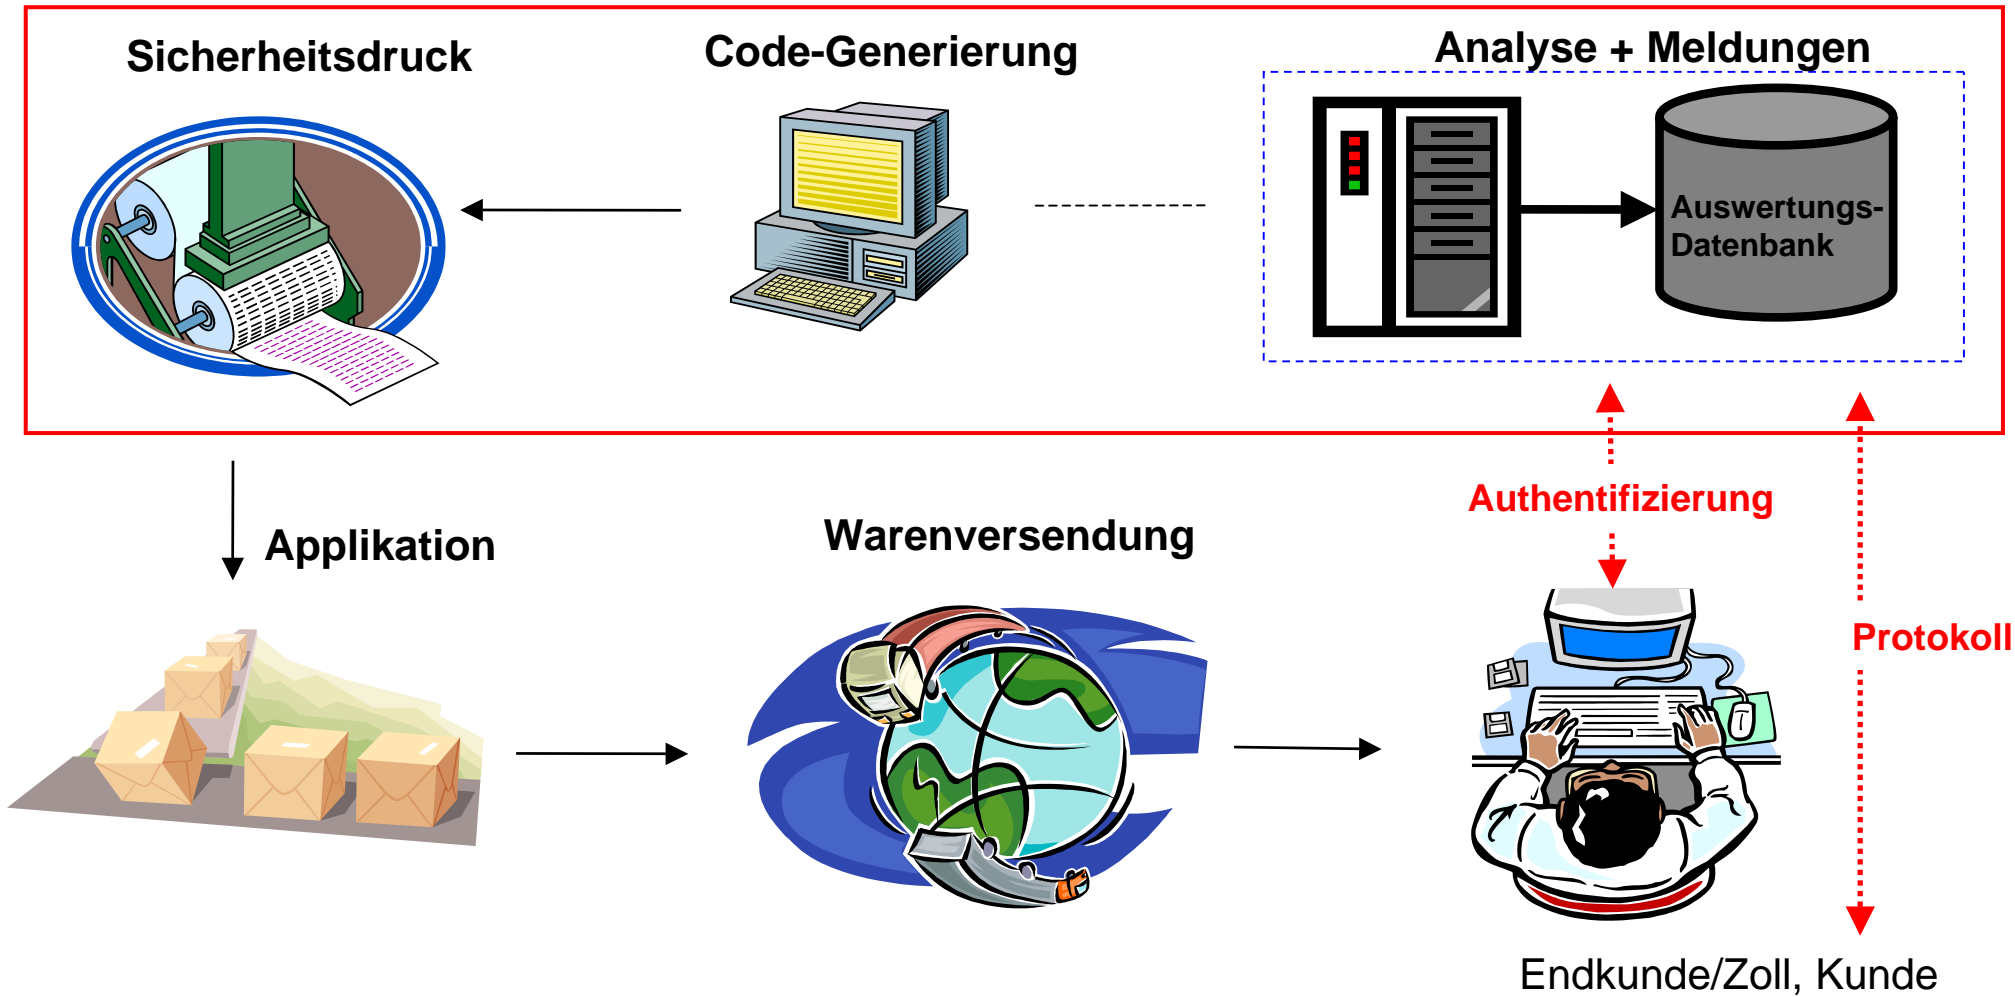 Sicherheitsdruck
Code-Generierung
Analyse + Meldungen
Auswertungs-
Datenbank
Authentifizierung
Applikation
Warenversendung
Protokoll
Endkunde/Zoll, Kunde